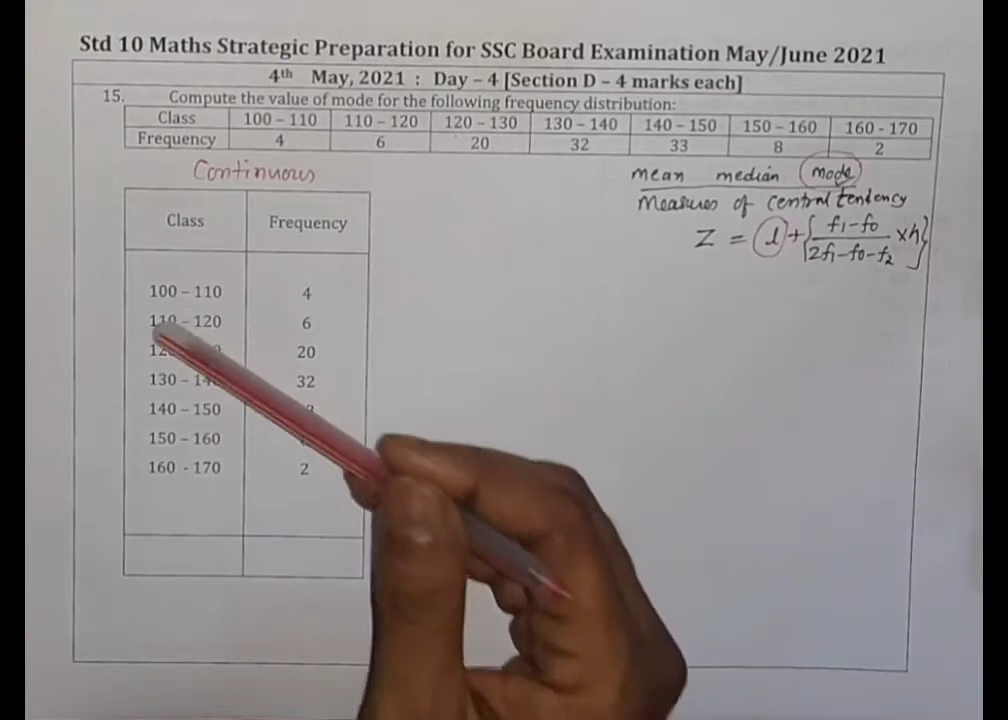 Std 10 Maths Strategic Preparation for SSC Board Examination May/June 2021
4th May, 2021 : Day – 4 [Section D – 4 marks each]
15. Compute the value of mode for the following frequency distribution:
Class 100 – 110 110 – 120 120 – 130 130 – 140 140 – 150 150 – 160 160 - 170
Frequency 4 6 20 32 33 8 2
Continuous
mean median mode
Measures of central tendency
Z = l + { f1 – f0 / 2f1 – f0 – f2 × h }
Class Frequency
100 – 110 4
110 – 120 6
20
130 – 140 32
140 – 150
150 – 160
160 - 170 2